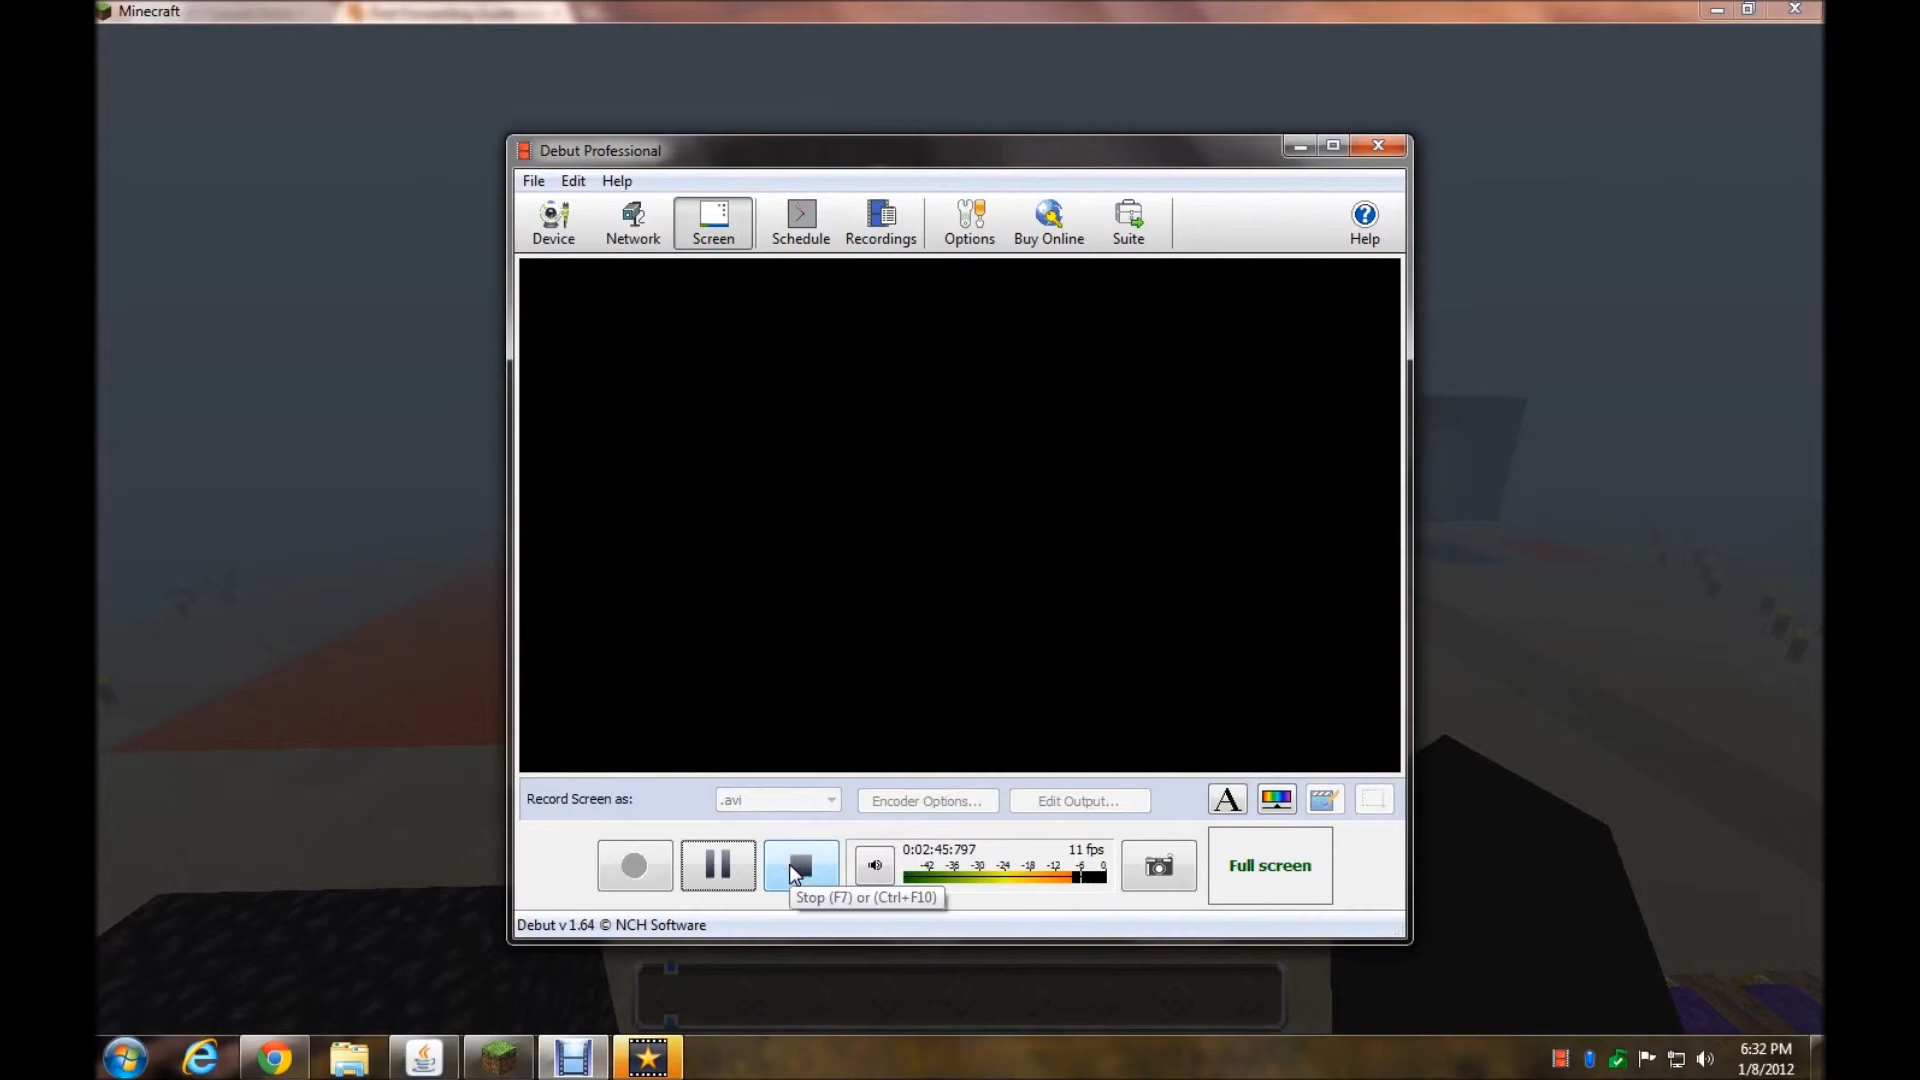 Minecraft
Debut Professional
File Edit Help
Device Network Screen Schedule Recordings Options Buy Online Suite Help
Record Screen as: .avi Encoder Options... Edit Output... A
0:02:45:797 11 fps
-42 -36 -30 -24 -18 -12 -6 0
Full screen
Stop (F7) or (Ctrl+F10)
Debut v 1.64 © NCH Software
6:32 PM
1/8/2012